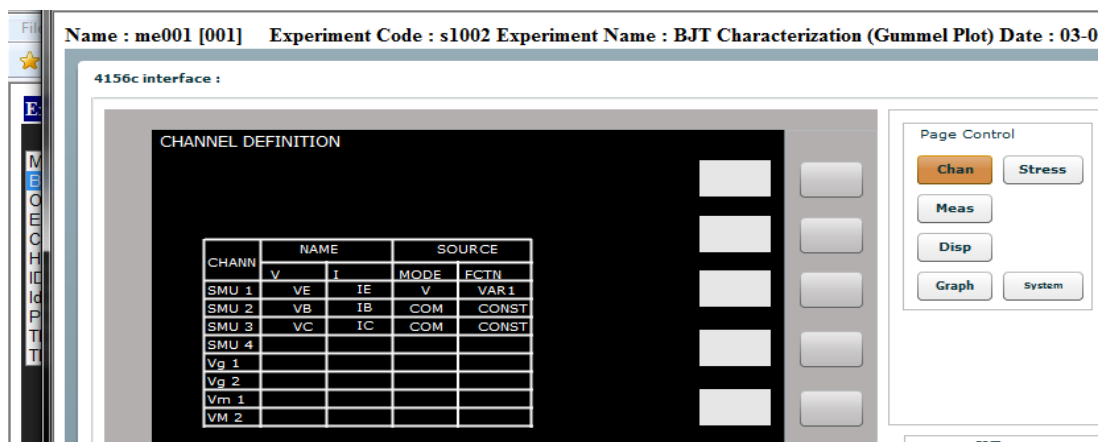 File
Name : me001 [001] Experiment Code : s1002 Experiment Name : BJT Characterization (Gummel Plot) Date : 03-0
4156c interface :
CHANNEL DEFINITION
CHANN NAME SOURCE
V I MODE FCTN
SMU 1 VE IE V VAR1
SMU 2 VB IB COM CONST
SMU 3 VC IC COM CONST
SMU 4
Vg 1
Vg 2
Vm 1
VM 2
Page Control
Chan Stress
Meas
Disp
Graph System